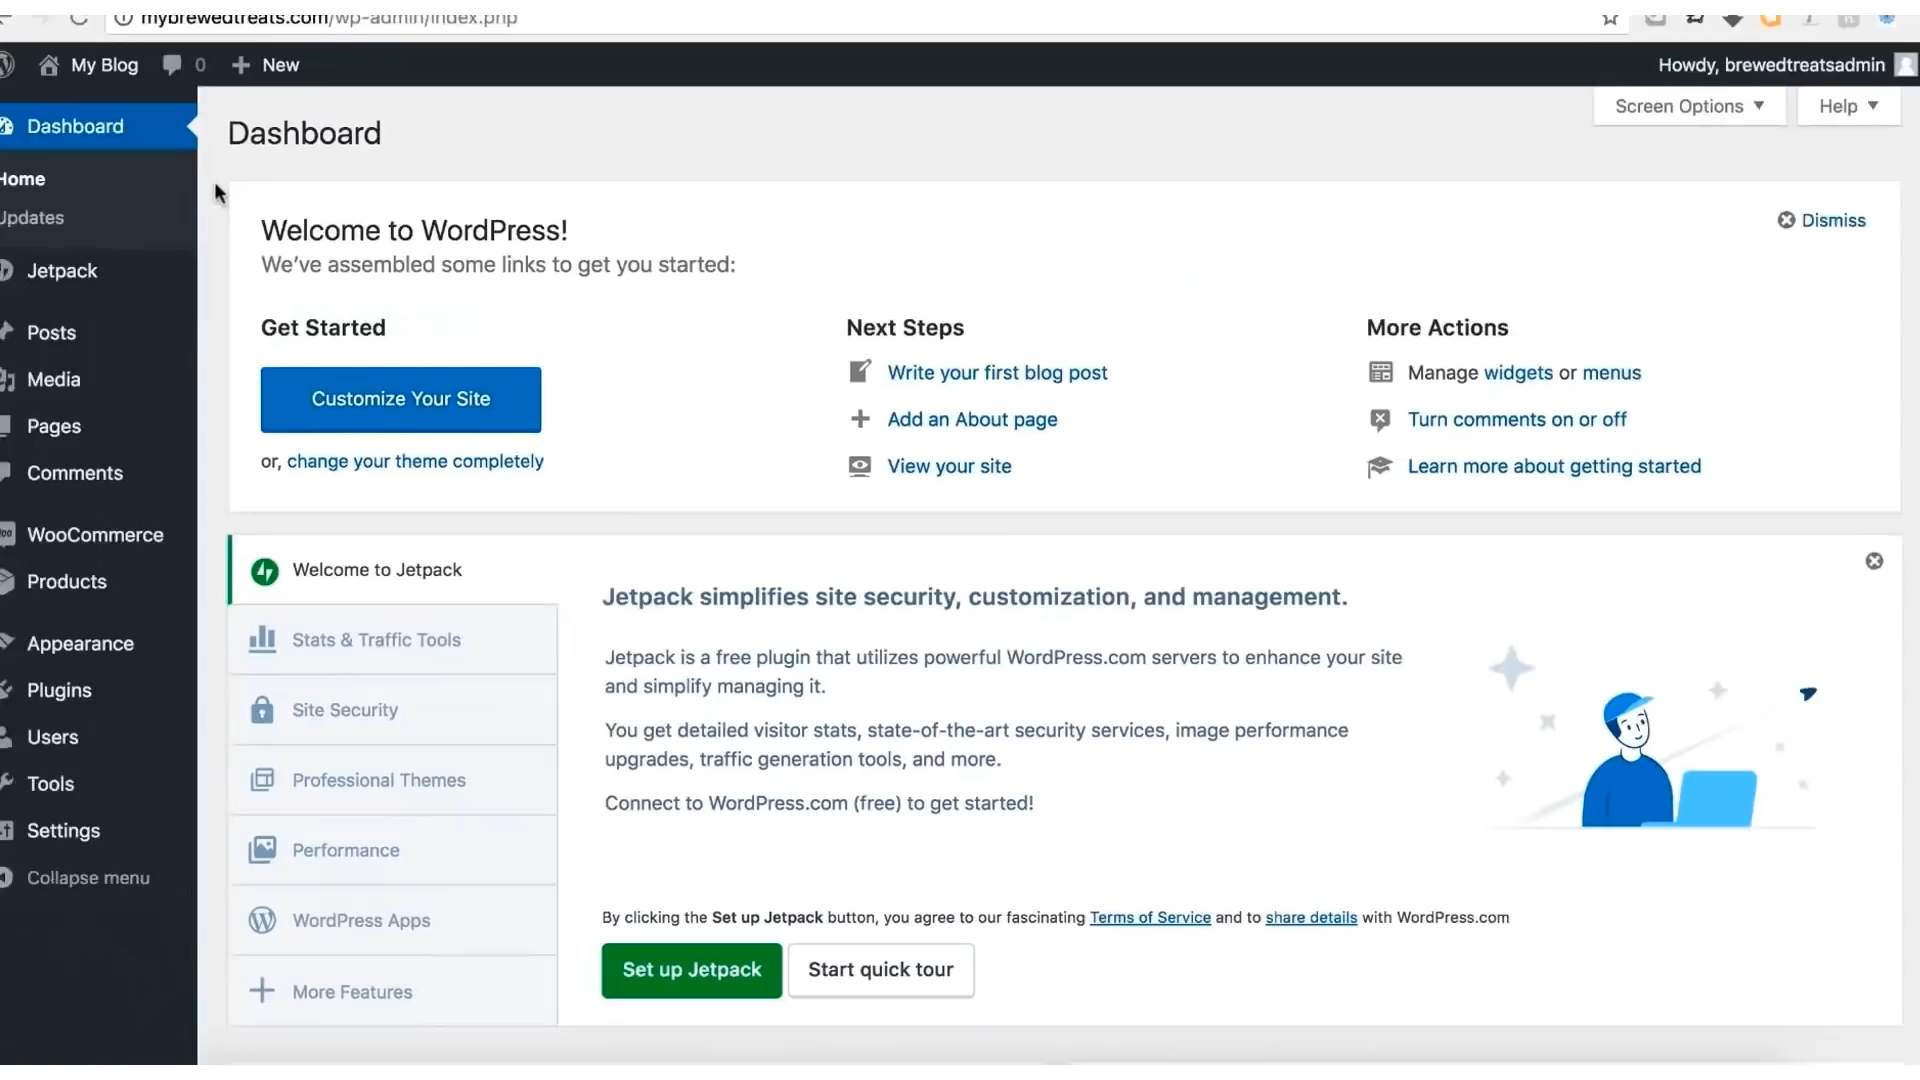 mybrewedtreats.com/wp-admin/index.php
My Blog 0 New
Howdy, brewedtreatsadmin
Dashboard
Home
Updates
Jetpack
Posts
Media
Pages
Comments
WooCommerce
Products
Appearance
Plugins
Users
Tools
Settings
Collapse menu
Screen Options
Help
Dashboard
Welcome to WordPress!
Dismiss
We've assembled some links to get you started:
Get Started
Customize Your Site
or, change your theme completely
Next Steps
Write your first blog post
Add an About page
View your site
More Actions
Manage widgets or menus
Turn comments on or off
Learn more about getting started
Welcome to Jetpack
Stats & Traffic Tools
Site Security
Professional Themes
Performance
WordPress Apps
More Features
Jetpack simplifies site security, customization, and management.
Jetpack is a free plugin that utilizes powerful WordPress.com servers to enhance your site
and simplify managing it.
You get detailed visitor stats, state-of-the-art security services, image performance
upgrades, traffic generation tools, and more.
Connect to WordPress.com (free) to get started!
By clicking the Set up Jetpack button, you agree to our fascinating Terms of Service and to share details with WordPress.com
Set up Jetpack
Start quick tour